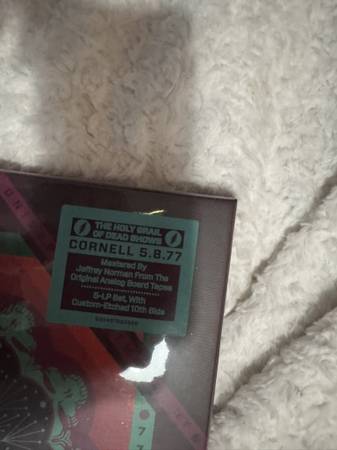 THE HOLY GRAIL
OF DEAD SHOWS
CORNELL 5.8.77
Mastered By
Jeffrey Norman From The
Original Analog Board Tapes
5-LP Set, With
Custom-Etched 10th Side